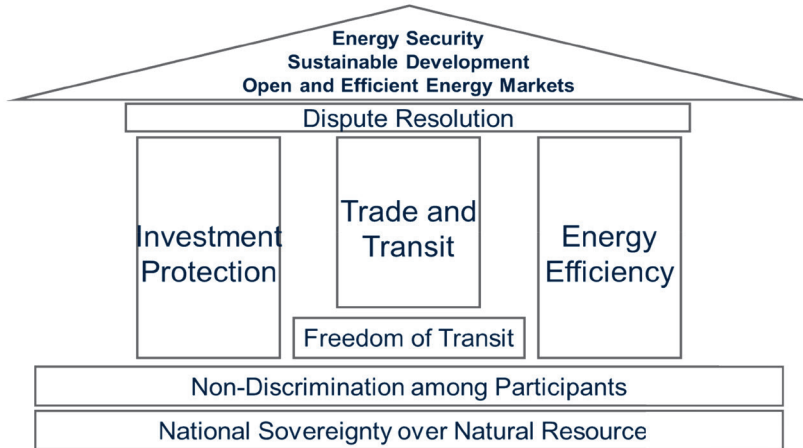 Energy Security
Sustainable Development
Open and Efficient Energy Markets
Dispute Resolution
Investment
Protection
Trade and
Transit
Energy
Efficiency
Freedom of Transit
Non-Discrimination among Participants
National Sovereignty over Natural Resource